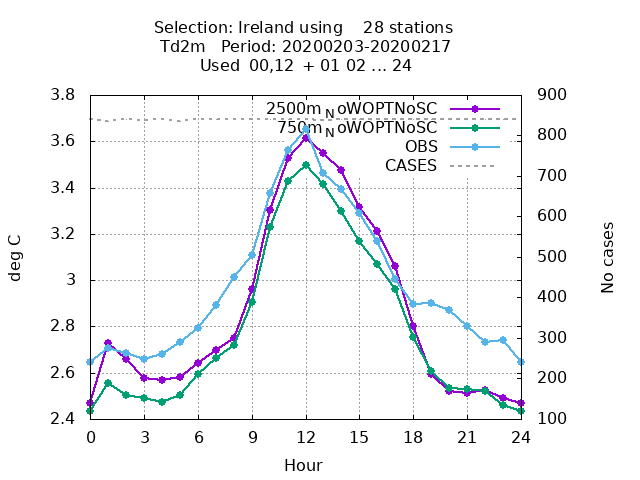 Selection: Ireland using    28 stations
Td2m   Period: 20200203-20200217
Used  00,12  + 01 02 ... 24
2500m_NoWOPTNoSC
750m_NoWOPTNoSC
OBS
CASES
3.8
3.6
3.4
3.2
3
2.8
2.6
2.4
deg C
900
800
700
600
500
400
300
200
100
No cases
0 3 6 9 12 15 18 21 24
Hour